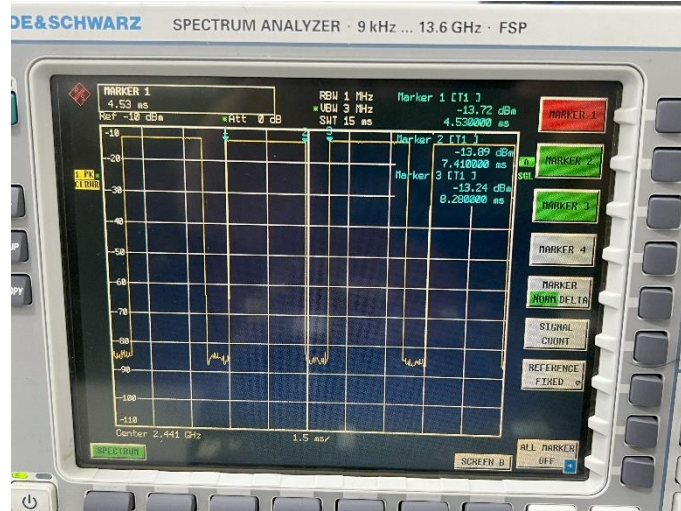 DE&SCHWARZ SPECTRUM ANALYZER · 9 kHz ... 13.6 GHz · FSP
MARKER 1
4.53 ms
RBW 1 MHz
*VBW 3 MHz
SWT 15 ms
Ref -10 dBm
*Att 0 dB
Marker 1 [T1 ]
-13.72 dBm
4.530000 ms
Marker 2 [T1 ]
-13.89 dBm
7.410000 ms
Marker 3 [T1 ]
-13.24 dBm
8.280000 ms
1 PK*
CLRWR
A
SGL
-10
-30
-60
-70
-80
-90
-100
-110
1
2
3
Center 2.441 GHz
1.5 ms/
SPECTRUM
SCREEN B
MARKER 1
MARKER 2
MARKER 3
MARKER 4
MARKER
NORM DELTA
SIGNAL
COUNT
REFERENCE
FIXED
ALL MARKER
OFF